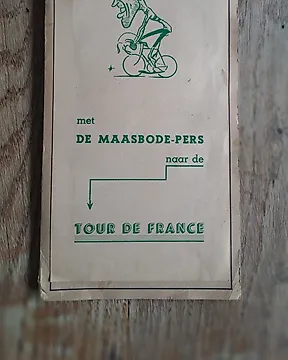 met
DE MAASBODE-PERS
naar de
TOUR DE FRANCE